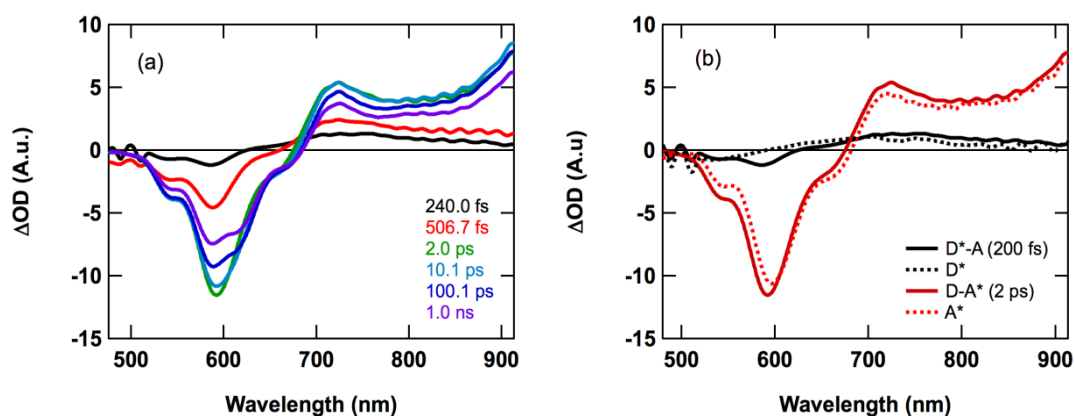 (a)
ΔOD (A.u.)
10
5
0
-5
-10
-15
500
600
700
800
900
Wavelength (nm)
240.0 fs
506.7 fs
2.0 ps
10.1 ps
100.1 ps
1.0 ns
(b)
ΔOD (A.u)
10
5
0
-5
-10
-15
500
600
700
800
900
Wavelength (nm)
D*-A (200 fs)
D*
D-A* (2 ps)
A*